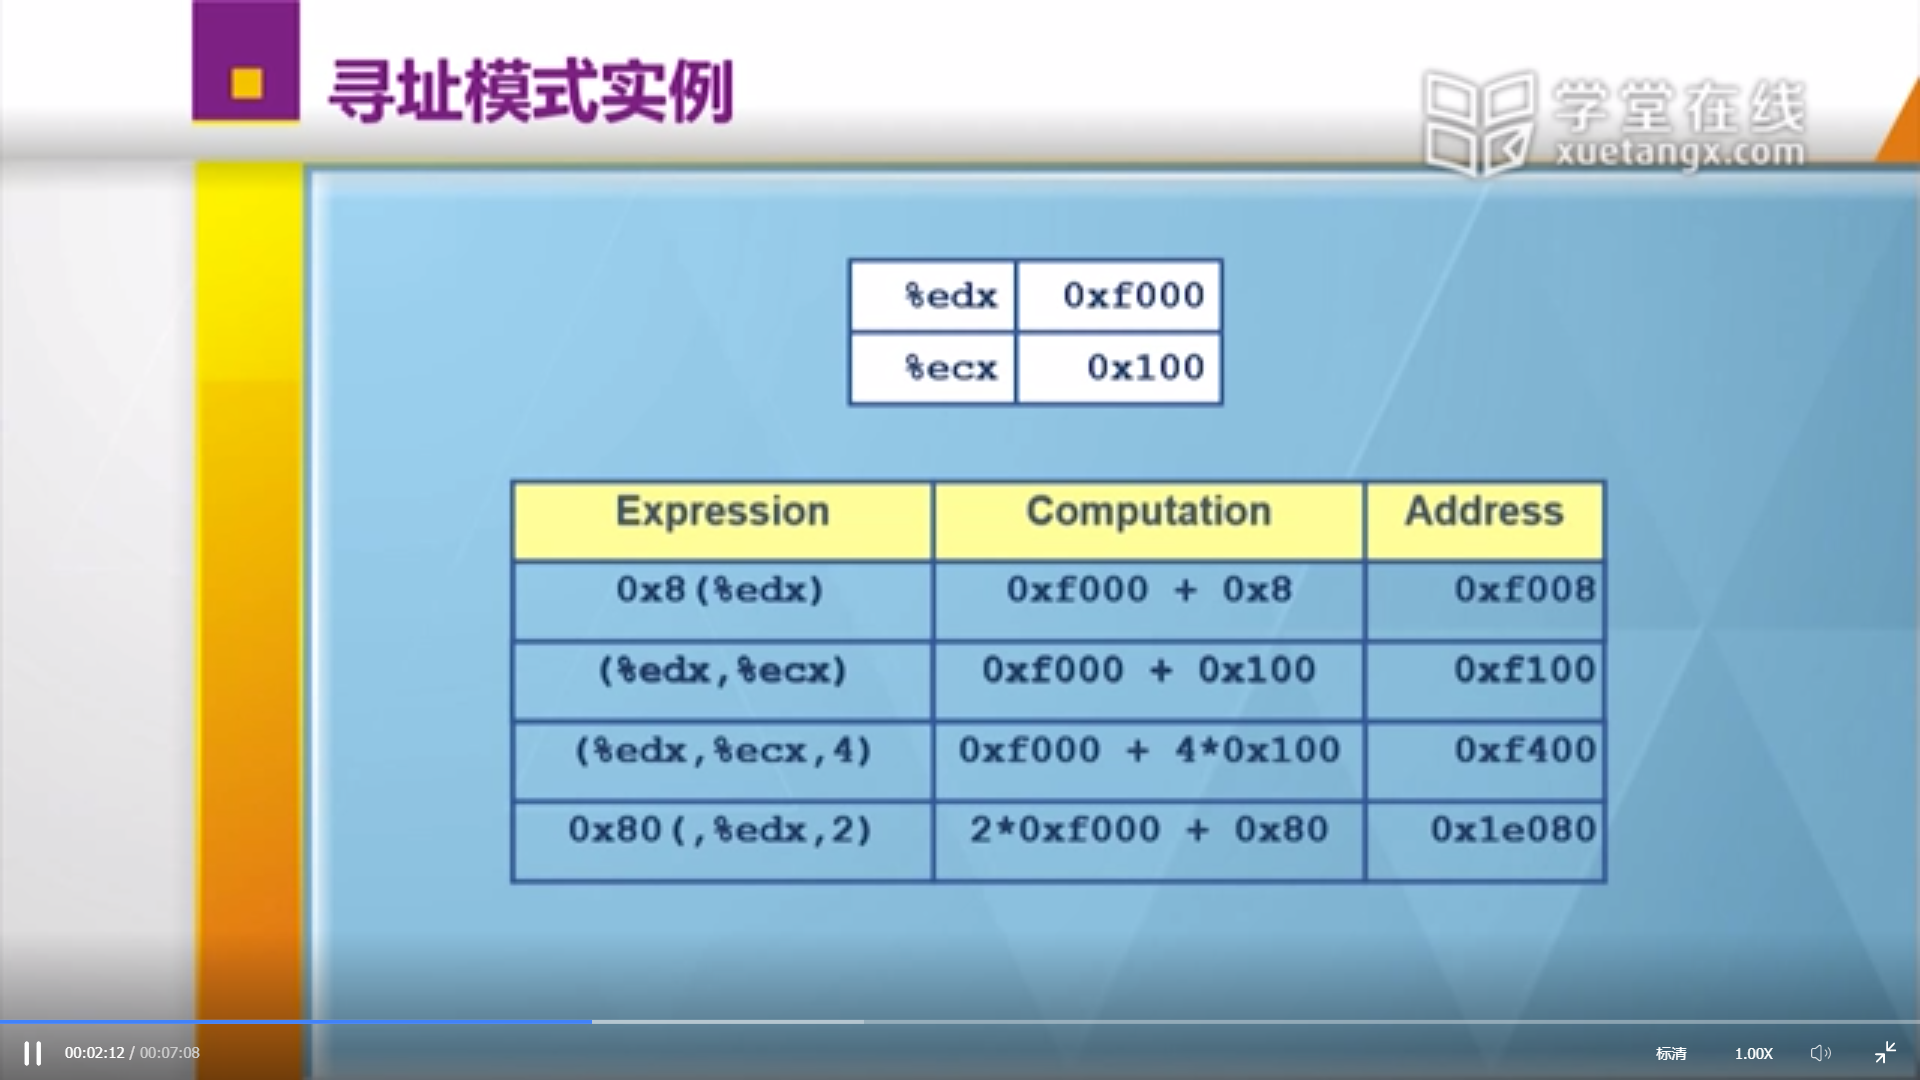 寻址模式实例
学堂在线
xuetangx.com
%edx 0xf000
%ecx 0x100
Expression Computation Address
0x8(%edx) 0xf000 + 0x8 0xf008
(%edx,%ecx) 0xf000 + 0x100 0xf100
(%edx,%ecx,4) 0xf000 + 4*0x100 0xf400
0x80(,%edx,2) 2*0xf000 + 0x80 0x1e080
00:02:12 / 00:07:08 标清 1.00X